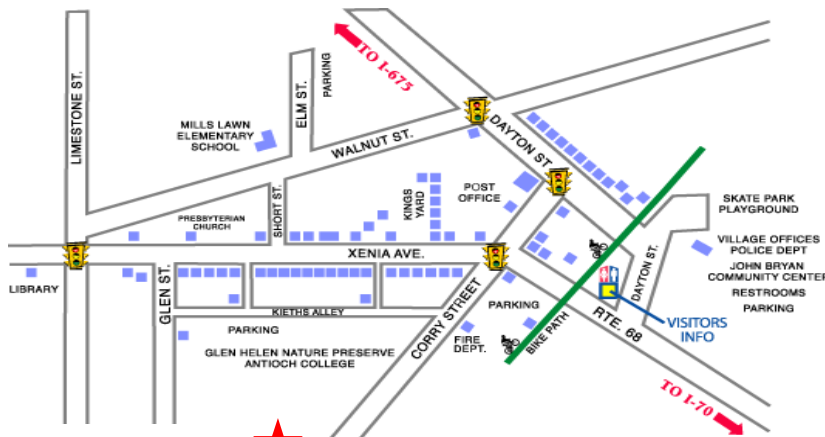 TO I-675
LIMESTONE ST.
ELM ST.
PARKING
MILLS LAWN
ELEMENTARY
SCHOOL
WALNUT ST.
DAYTON ST
POST
OFFICE
KINGS
YARD
SHORT ST.
PRESBYTERIAN
CHURCH
SKATE PARK
PLAYGROUND
XENIA AVE.
VILLAGE OFFICES
POLICE DEPT
JOHN BRYAN
COMMUNITY CENTER
RESTROOMS
PARKING
DAYTON ST.
LIBRARY
GLEN ST.
KIETHS ALLEY
CORRY STREET
PARKING
RTE. 68
VISITORS
INFO
BIKE PATH
FIRE
DEPT.
PARKING
GLEN HELEN NATURE PRESERVE
ANTIOCH COLLEGE
TO I-70